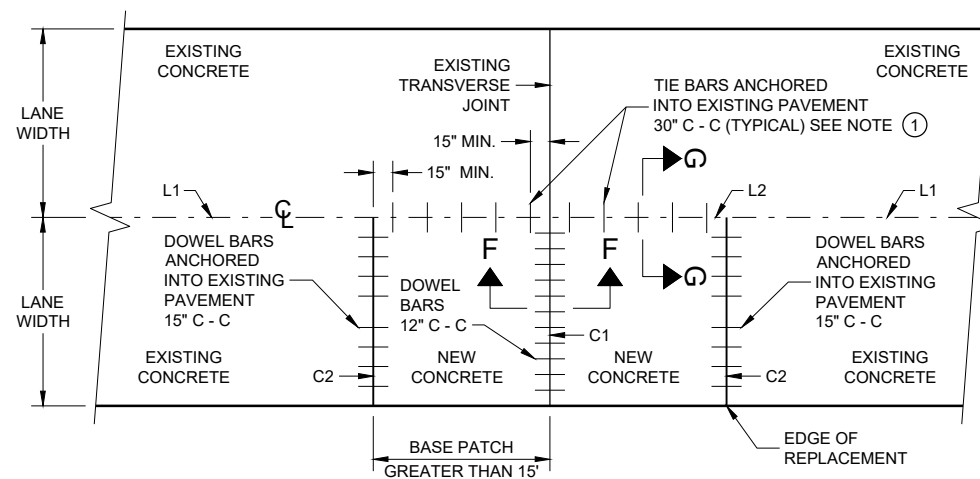 EXISTING
CONCRETE
EXISTING
TRANSVERSE
JOINT
TIE BARS ANCHORED
INTO EXISTING PAVEMENT
30" C - C (TYPICAL) SEE NOTE 1
EXISTING
CONCRETE
LANE
WIDTH
15" MIN.
15" MIN.
G
L1
CL
L2
L1
DOWEL BARS
ANCHORED
INTO EXISTING
PAVEMENT
15" C - C
F
F
G
DOWEL BARS
ANCHORED
INTO EXISTING
PAVEMENT
15" C - C
LANE
WIDTH
DOWEL
BARS
12" C - C
C1
EXISTING
CONCRETE
C2
NEW
CONCRETE
NEW
CONCRETE
C2
EXISTING
CONCRETE
BASE PATCH
GREATER THAN 15'
EDGE OF
REPLACEMENT